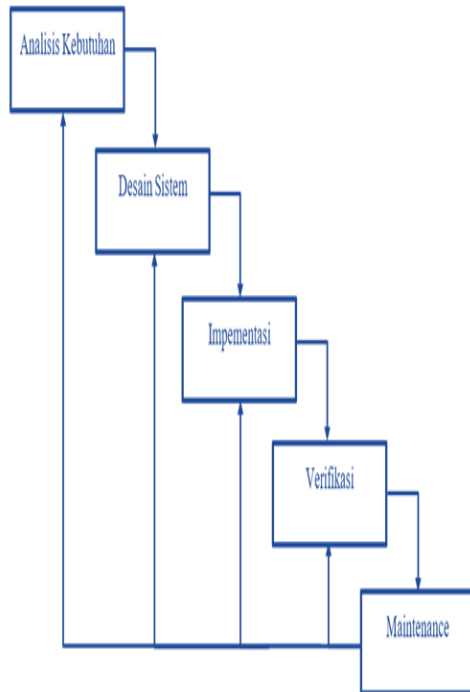 Analisis Kebutuhan
Desain Sistem
Impementasi
Verifikasi
Maintenance